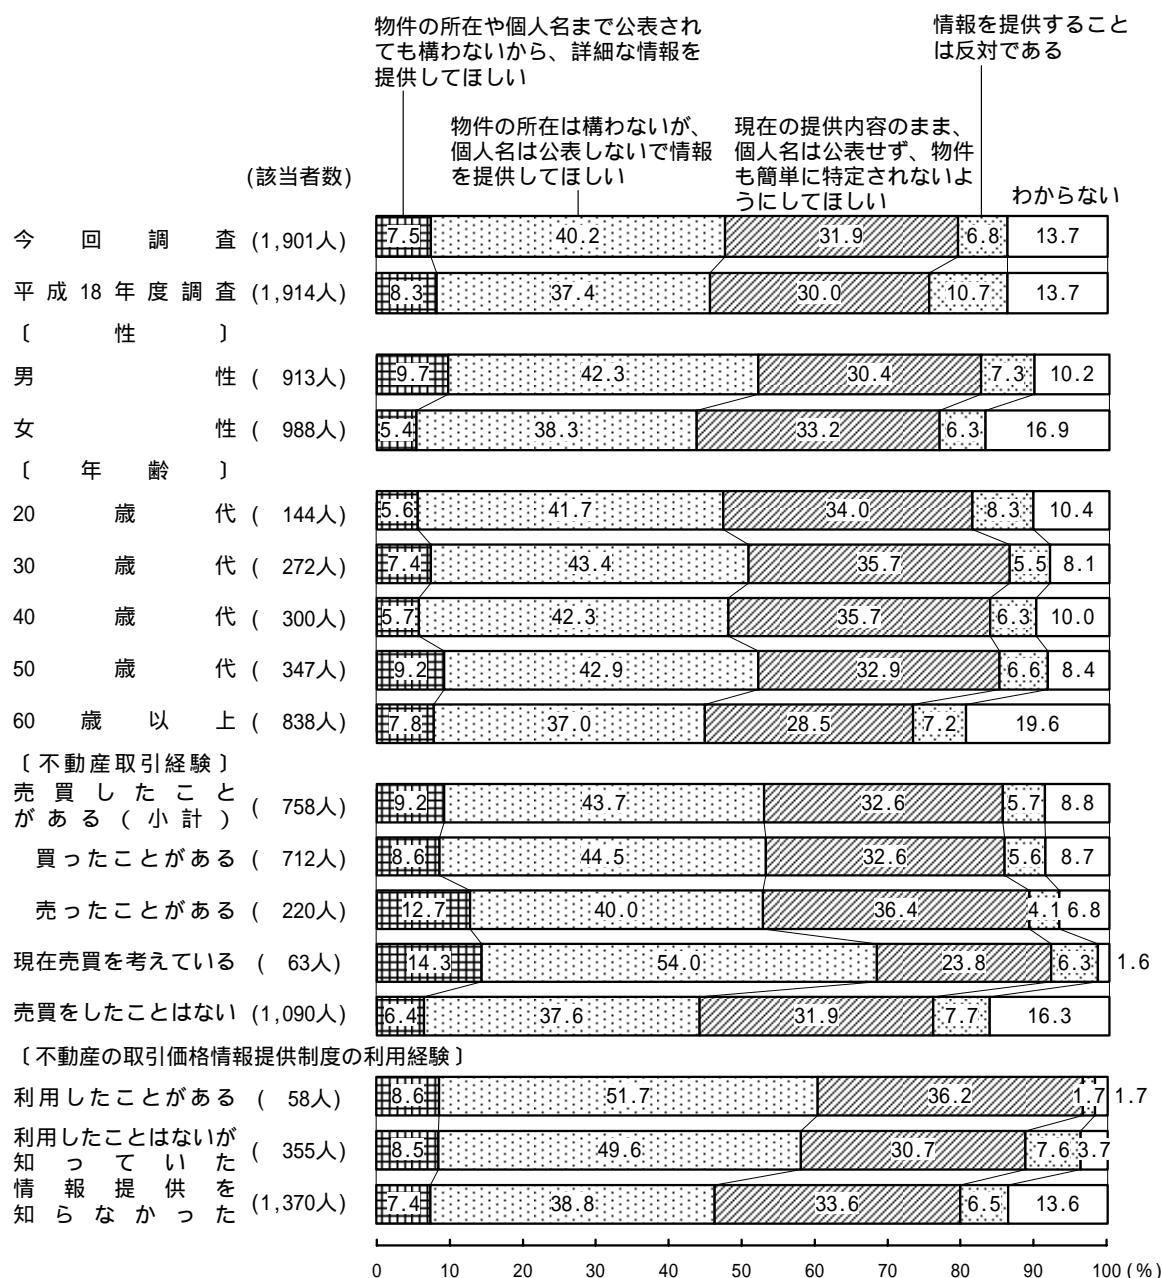 物件の所在や個人名まで公表され
ても構わないから、詳細な情報を
提供してほしい
情報を提供すること
は反対である
物件の所在は構わないが、
個人名は公表しないで情報
を提供してほしい
現在の提供内容のまま、
個人名は公表せず、物件
も簡単に特定されないよ
うにしてほしい
わからない
(該当者数)
今回調査 (1,901人) 7.5 40.2 31.9 6.8 13.7
平成18年度調査 (1,914人) 8.3 37.4 30.0 10.7 13.7
〔性〕
男性 ( 913人) 9.7 42.3 30.4 7.3 10.2
女性 ( 988人) 5.4 38.3 33.2 6.3 16.9
〔年齢〕
20歳代 ( 144人) 5.6 41.7 34.0 8.3 10.4
30歳代 ( 272人) 7.4 43.4 35.7 5.5 8.1
40歳代 ( 300人) 5.7 42.3 35.7 6.3 10.0
50歳代 ( 347人) 9.2 42.9 32.9 6.6 8.4
60歳以上 ( 838人) 7.8 37.0 28.5 7.2 19.6
〔不動産取引経験〕
売買したこと
がある(小計) ( 758人) 9.2 43.7 32.6 5.7 8.8
買ったことがある ( 712人) 8.6 44.5 32.6 5.6 8.7
売ったことがある ( 220人) 12.7 40.0 36.4 4.1 6.8
現在売買を考えている ( 63人) 14.3 54.0 23.8 6.3 1.6
売買をしたことはない (1,090人) 6.4 37.6 31.9 7.7 16.3
〔不動産の取引価格情報提供制度の利用経験〕
利用したことがある ( 58人) 8.6 51.7 36.2 1.7 1.7
利用したことはないが
知っていた ( 355人) 8.5 49.6 30.7 7.6 3.7
情報提供を
知らなかった (1,370人) 7.4 38.8 33.6 6.5 13.6
0 10 20 30 40 50 60 70 80 90 100 (%)